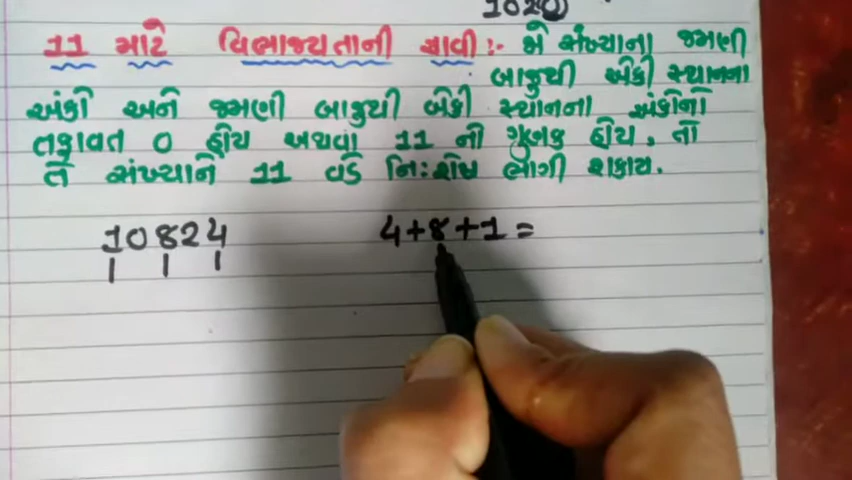 1020
11 માટે વિભાજ્યતાની ચાવી :- જે સંખ્યાના જમણી
બાજુથી એકી સ્થાનના
અંકો અને જમણી બાજુથી બેકી સ્થાનના અંકોનો
તફાવત 0 હોય અથવા 11 નો ગુણક હોય, તો
તે સંખ્યાને 11 વડે નિઃશેષ ભાગી શકાય.
10824 4+8+1=